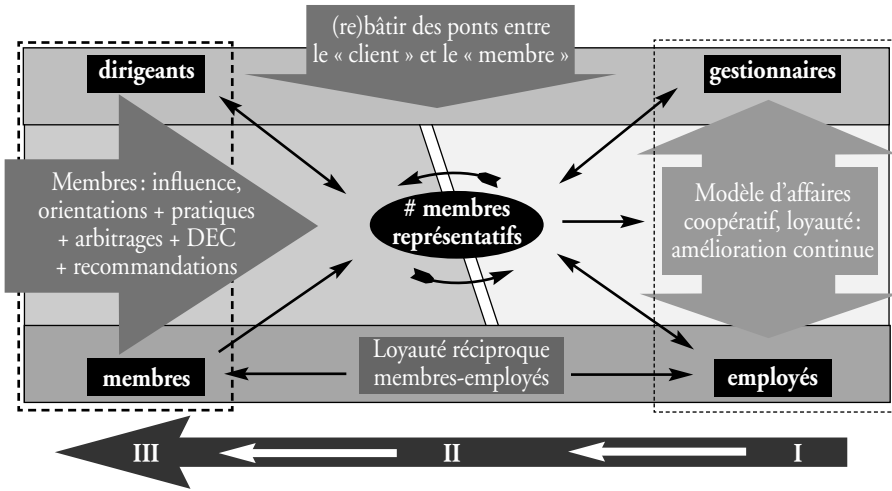 (re)bâtir des ponts entre
le « client » et le « membre »
dirigeants
gestionnaires
Membres : influence,
orientations + pratiques
+ arbitrages + DEC
+ recommandations
# membres
représentatifs
Modèle d’affaires
coopératif, loyauté :
amélioration continue
membres
Loyauté réciproque
membres-employés
employés
III
II
I